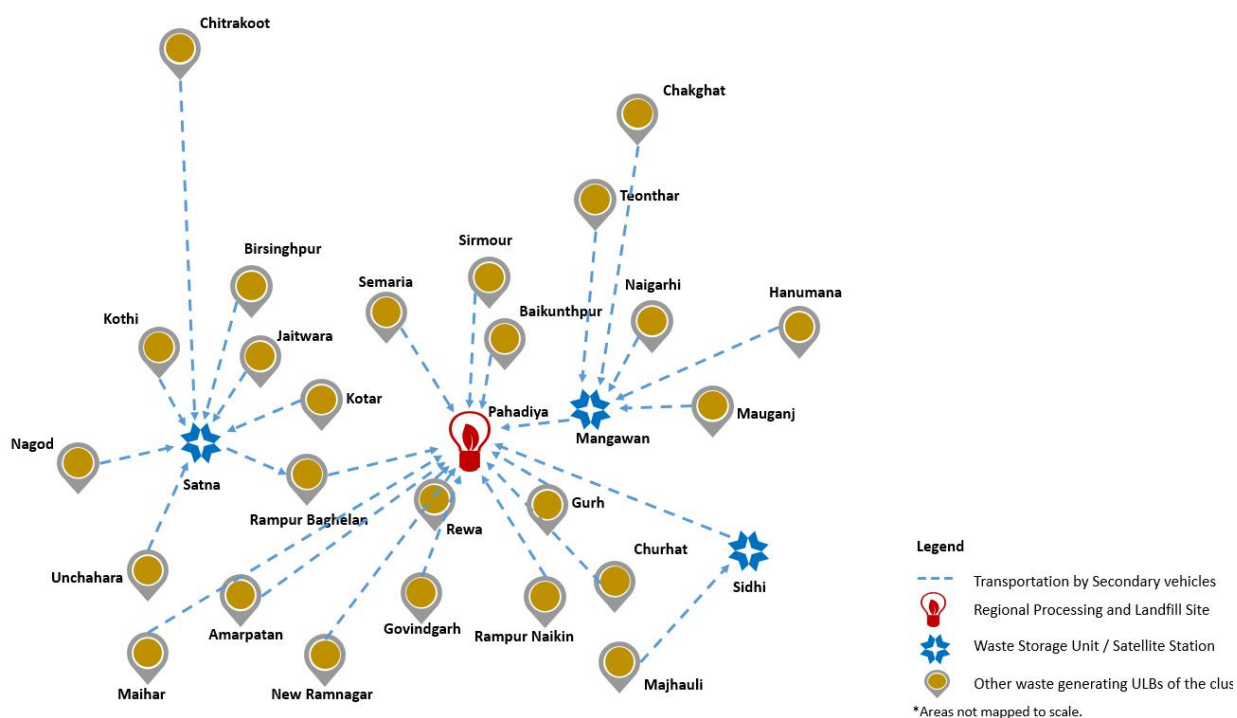 Chitrakoot
Chakghat
Teonthar
Sirmour
Birsinghpur
Semaria
Naigarhi
Hanumana
Baikunthpur
Kothi
Jaitwara
Kotar
Pahadiya
Mauganj
Mangawan
Nagod
Satna
Rampur Baghelan
Rewa
Gurh
Churhat
Unchahara
Sidhi
Amarpatan
Govindgarh
Rampur Naikin
Maihar
New Ramnagar
Majhauli
Legend
Transportation by Secondary vehicles
Regional Processing and Landfill Site
Waste Storage Unit / Satellite Station
Other waste generating ULBs of the clus
*Areas not mapped to scale.